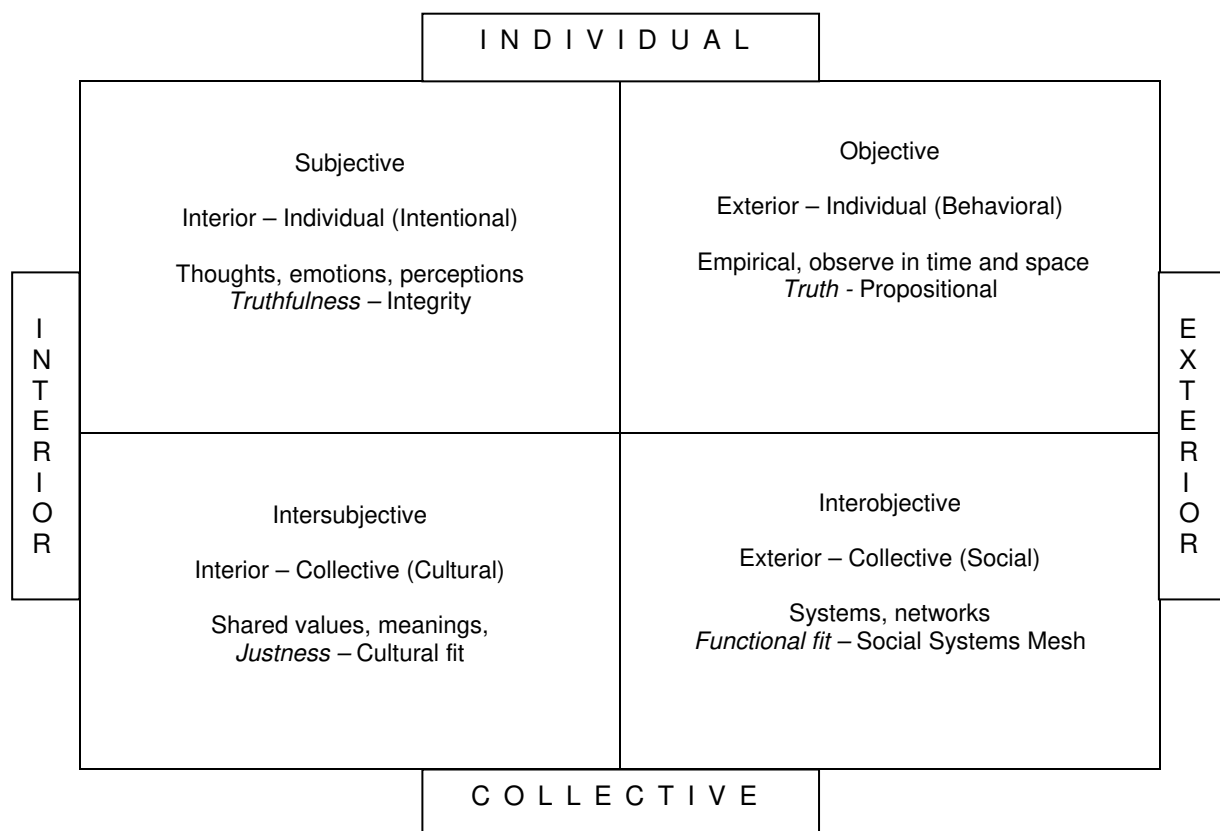 I N D I V I D U A L
Subjective
Interior – Individual (Intentional)
Thoughts, emotions, perceptions
Truthfulness – Integrity
Objective
Exterior – Individual (Behavioral)
Empirical, observe in time and space
Truth - Propositional
I N T E R I O R
E X T E R I O R
Intersubjective
Interior – Collective (Cultural)
Shared values, meanings,
Justness – Cultural fit
Interobjective
Exterior – Collective (Social)
Systems, networks
Functional fit – Social Systems Mesh
C O L L E C T I V E